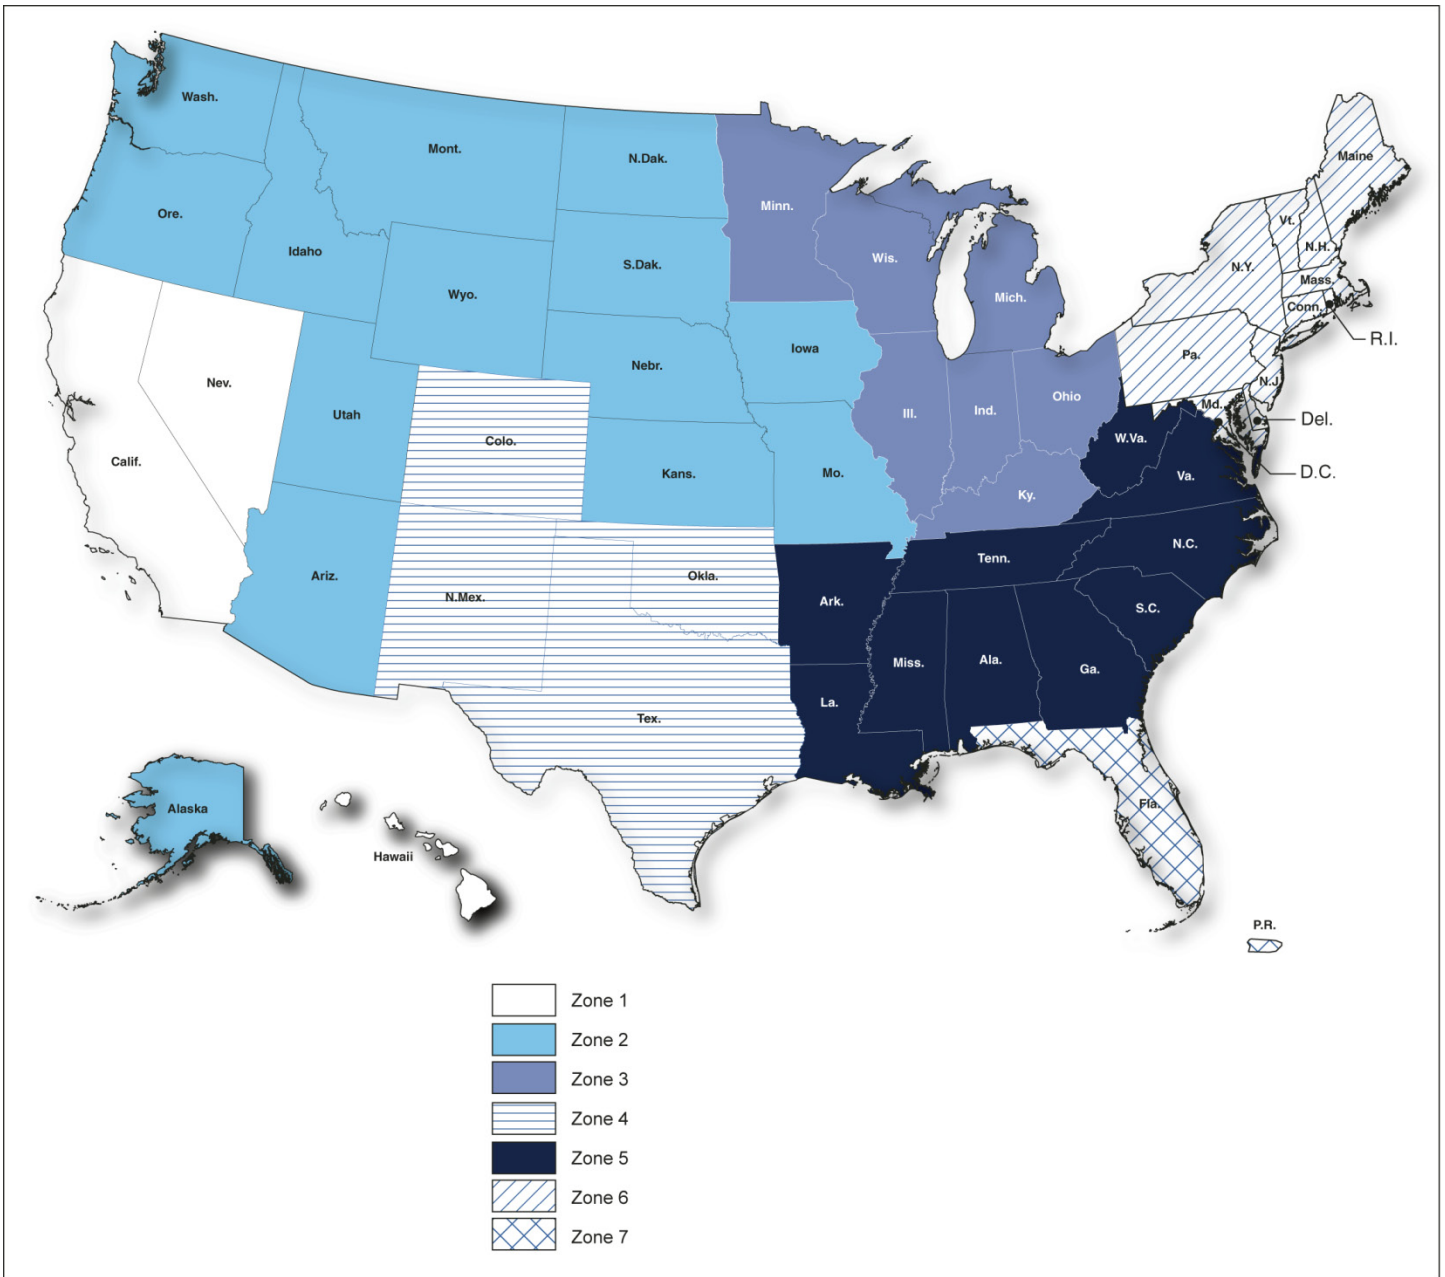 Wash.
Mont.
N.Dak.
Minn.
Maine
Ore.
Idaho
Wyo.
S.Dak.
Wis.
Mich.
Vt.
N.H.
N.Y.
Mass.
Conn.
R.I.
Nev.
Utah
Nebr.
Iowa
Ill.
Ind.
Ohio
Pa.
N.J.
Md.
Del.
D.C.
Calif.
Colo.
Kans.
Mo.
Ky.
W.Va.
Va.
Ariz.
N.Mex.
Okla.
Ark.
Tenn.
N.C.
S.C.
Tex.
La.
Miss.
Ala.
Ga.
Fla.
Alaska
Hawaii
P.R.
Zone 1
Zone 2
Zone 3
Zone 4
Zone 5
Zone 6
Zone 7